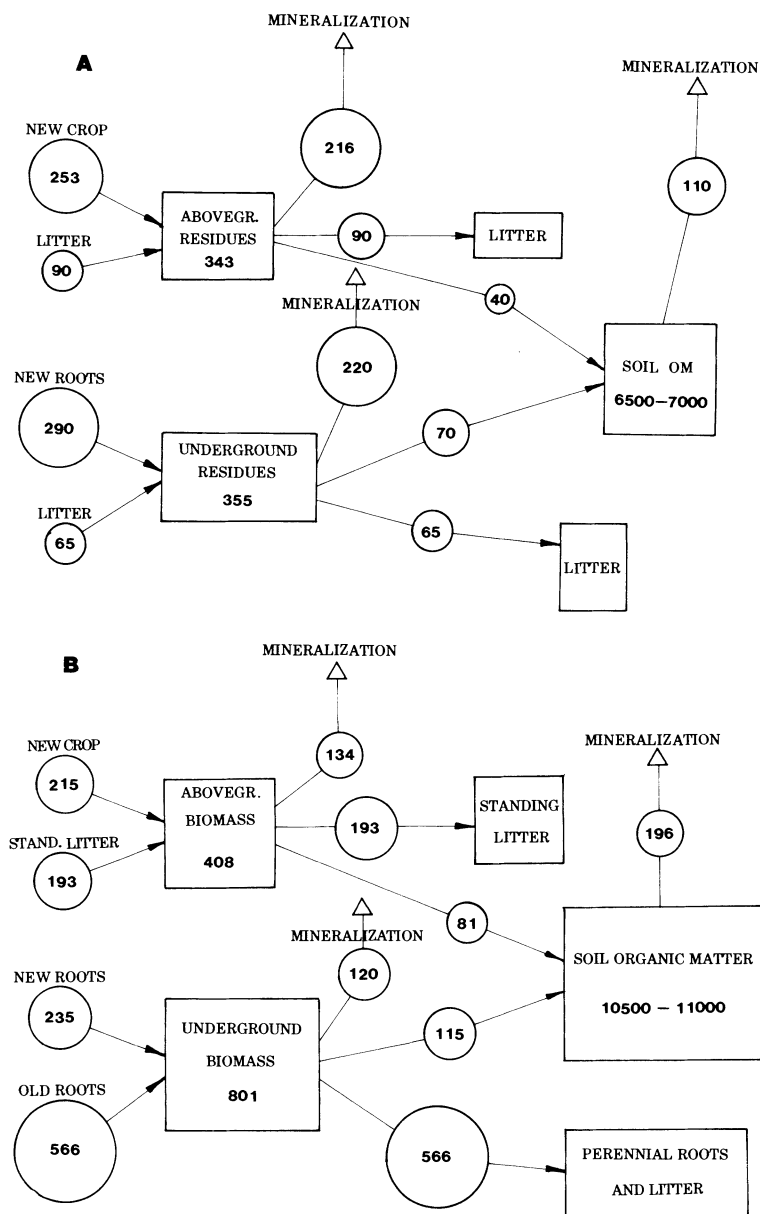 A
MINERALIZATION
MINERALIZATION
NEW CROP
253
216
110
ABOVEGR.
RESIDUES
343
LITTER
90
90
LITTER
40
MINERALIZATION
NEW ROOTS
290
220
SOIL OM
6500–7000
70
UNDERGROUND
RESIDUES
355
LITTER
65
65
LITTER
B
MINERALIZATION
NEW CROP
215
134
MINERALIZATION
ABOVEGR.
BIOMASS
408
STAND. LITTER
193
193
STANDING
LITTER
196
81
MINERALIZATION
NEW ROOTS
235
120
SOIL ORGANIC MATTER
10500 – 11000
115
UNDERGROUND
BIOMASS
801
OLD ROOTS
566
566
PERENNIAL ROOTS
AND LITTER